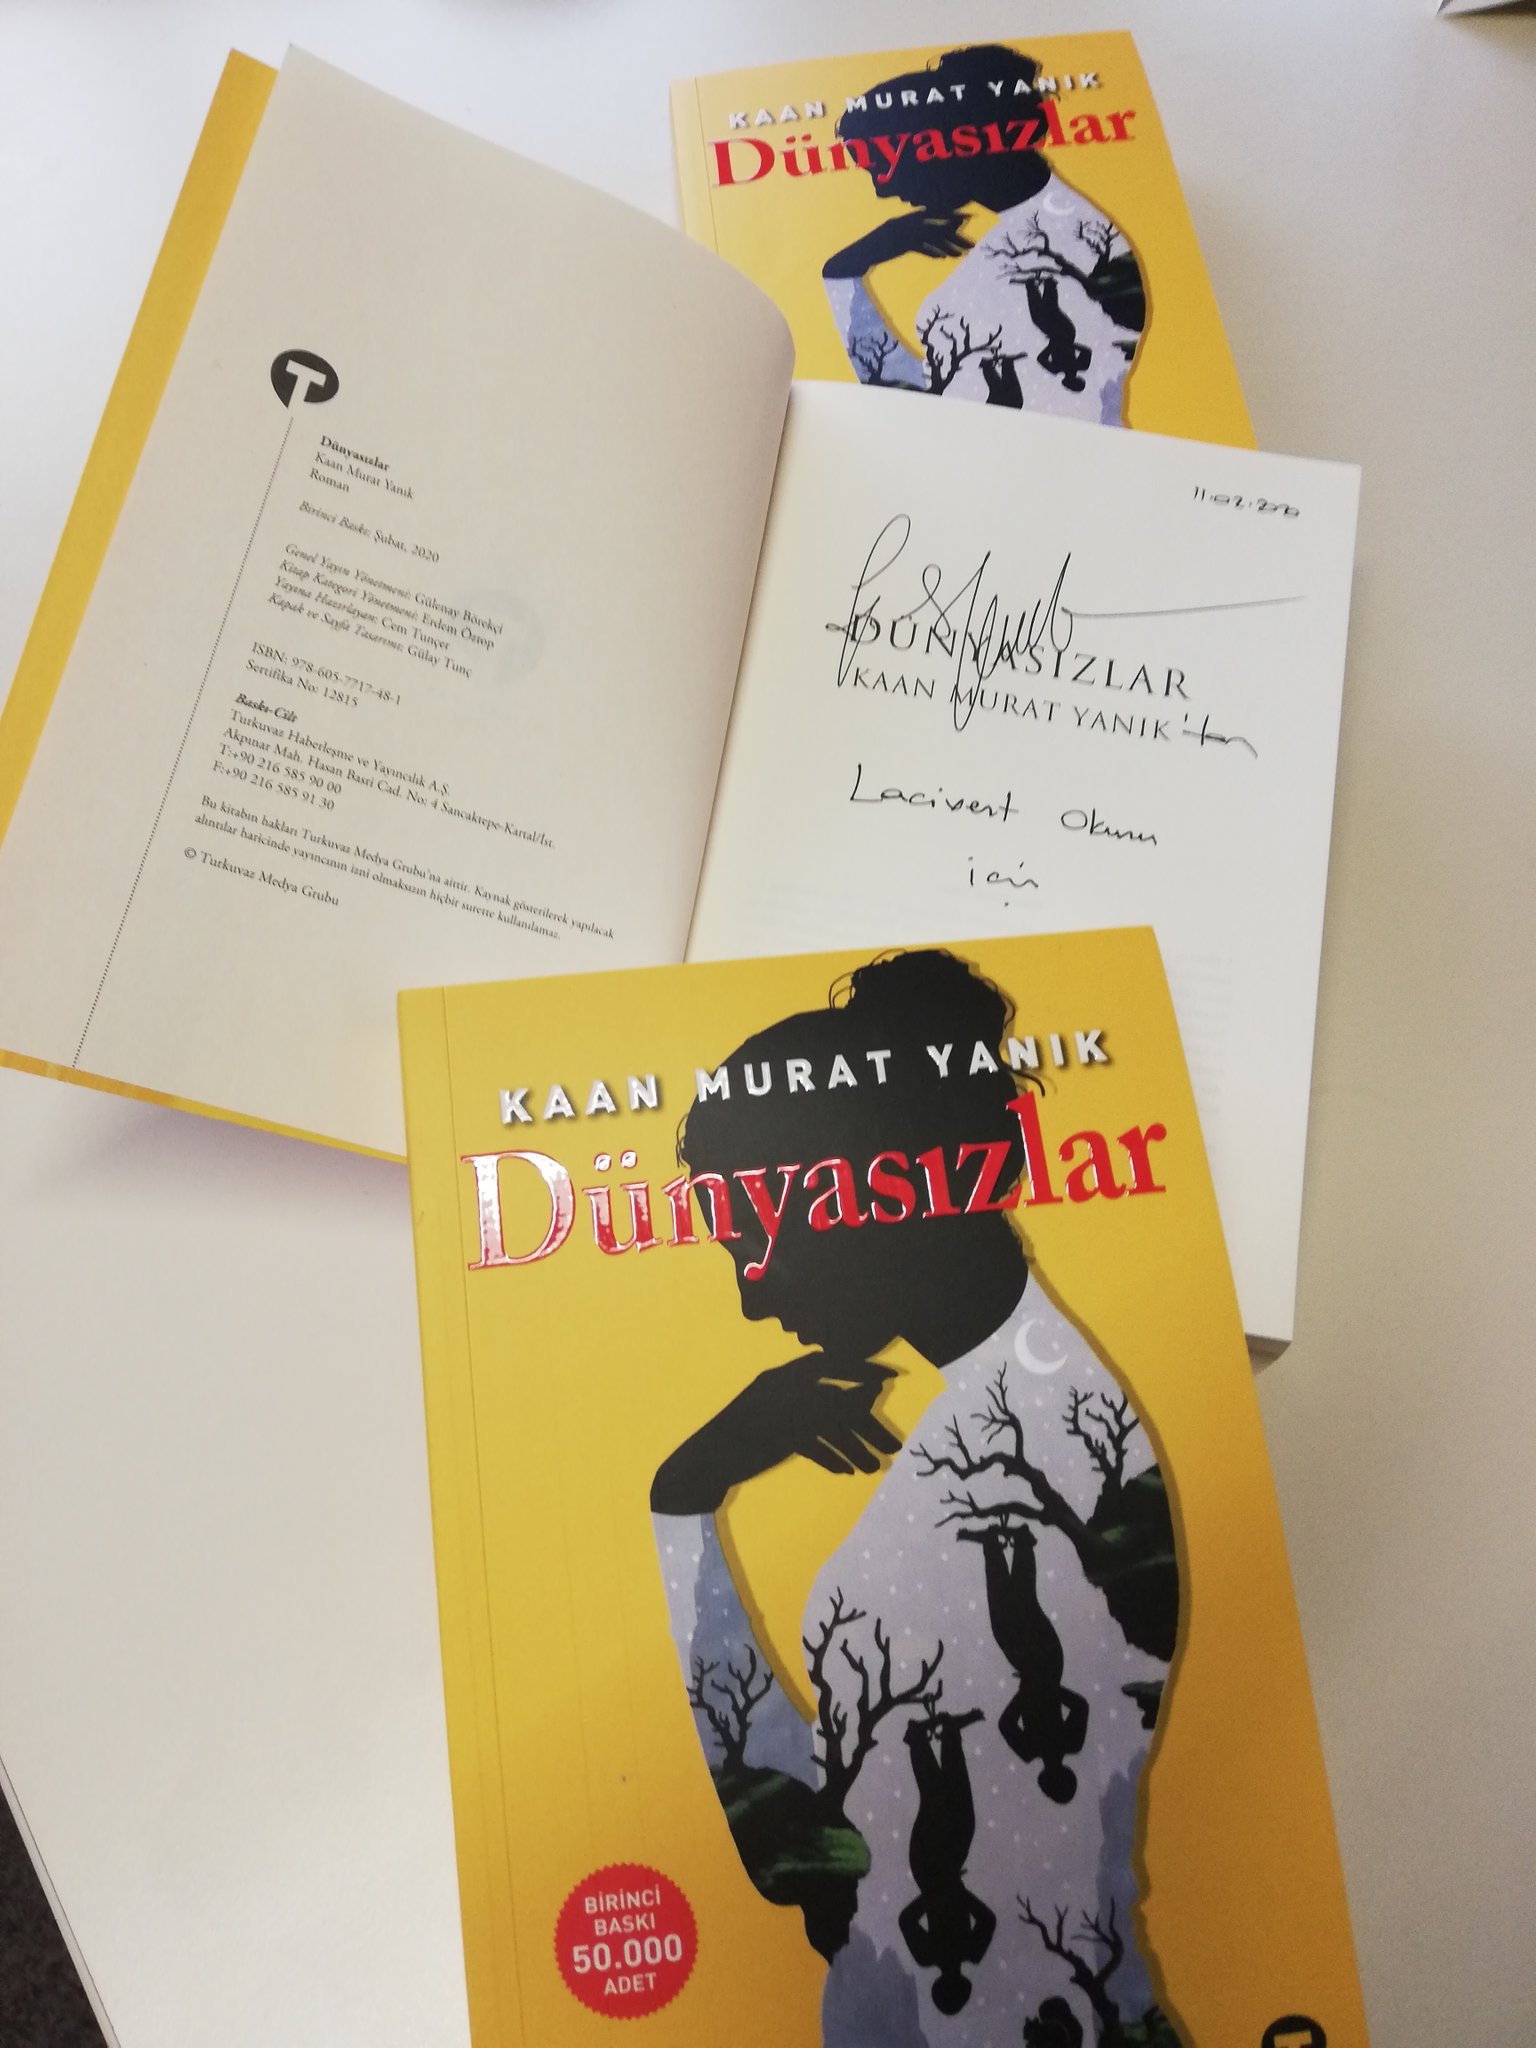 KAAN MURAT YANIK
Dünyasızlar
T
Dünyasızlar
Kaan Murat Yanık
Roman
Birinci Baskı: Şubat, 2020
Genel Yayın Yönetmeni: Gülenay Börekçi
Kitap Kategori Yönetmeni: Erdem Öztop
Yayına Hazırlayan: Cem Tunçer
Kapak ve Sayfa Tasarımı: Gülay Tunç
ISBN: 978-605-7717-48-1
Sertifika No: 12815
Baskı-Cilt
Turkuvaz Haberleşme ve Yayıncılık A.Ş.
Akpınar Mah. Hasan Basri Cad. No: 4 Sancaktepe-Kartal/İst.
T:+90 216 585 90 00
F:+90 216 585 91 30
Bu kitabın hakları Turkuvaz Medya Grubu'na aittir. Kaynak gösterilerek yapılacak
alıntılar haricinde yayıncının izni olmaksızın hiçbir surette kullanılamaz.
© Turkuvaz Medya Grubu
11.02.2020
DÜNYASIZLAR
KAAN MURAT YANIK'tan
Lacivert Okuru
için
KAAN MURAT YANIK
Dünyasızlar
BİRİNCİ
BASKI
50.000
ADET